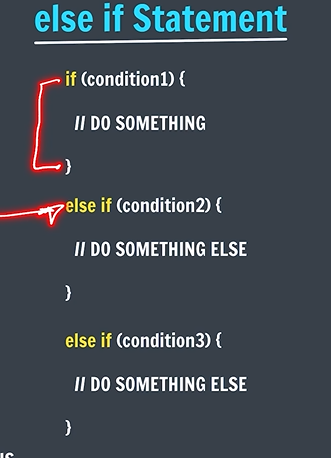 else if Statement
if (condition1) {
// DO SOMETHING
}
else if (condition2) {
// DO SOMETHING ELSE
}
else if (condition3) {
// DO SOMETHING ELSE
}